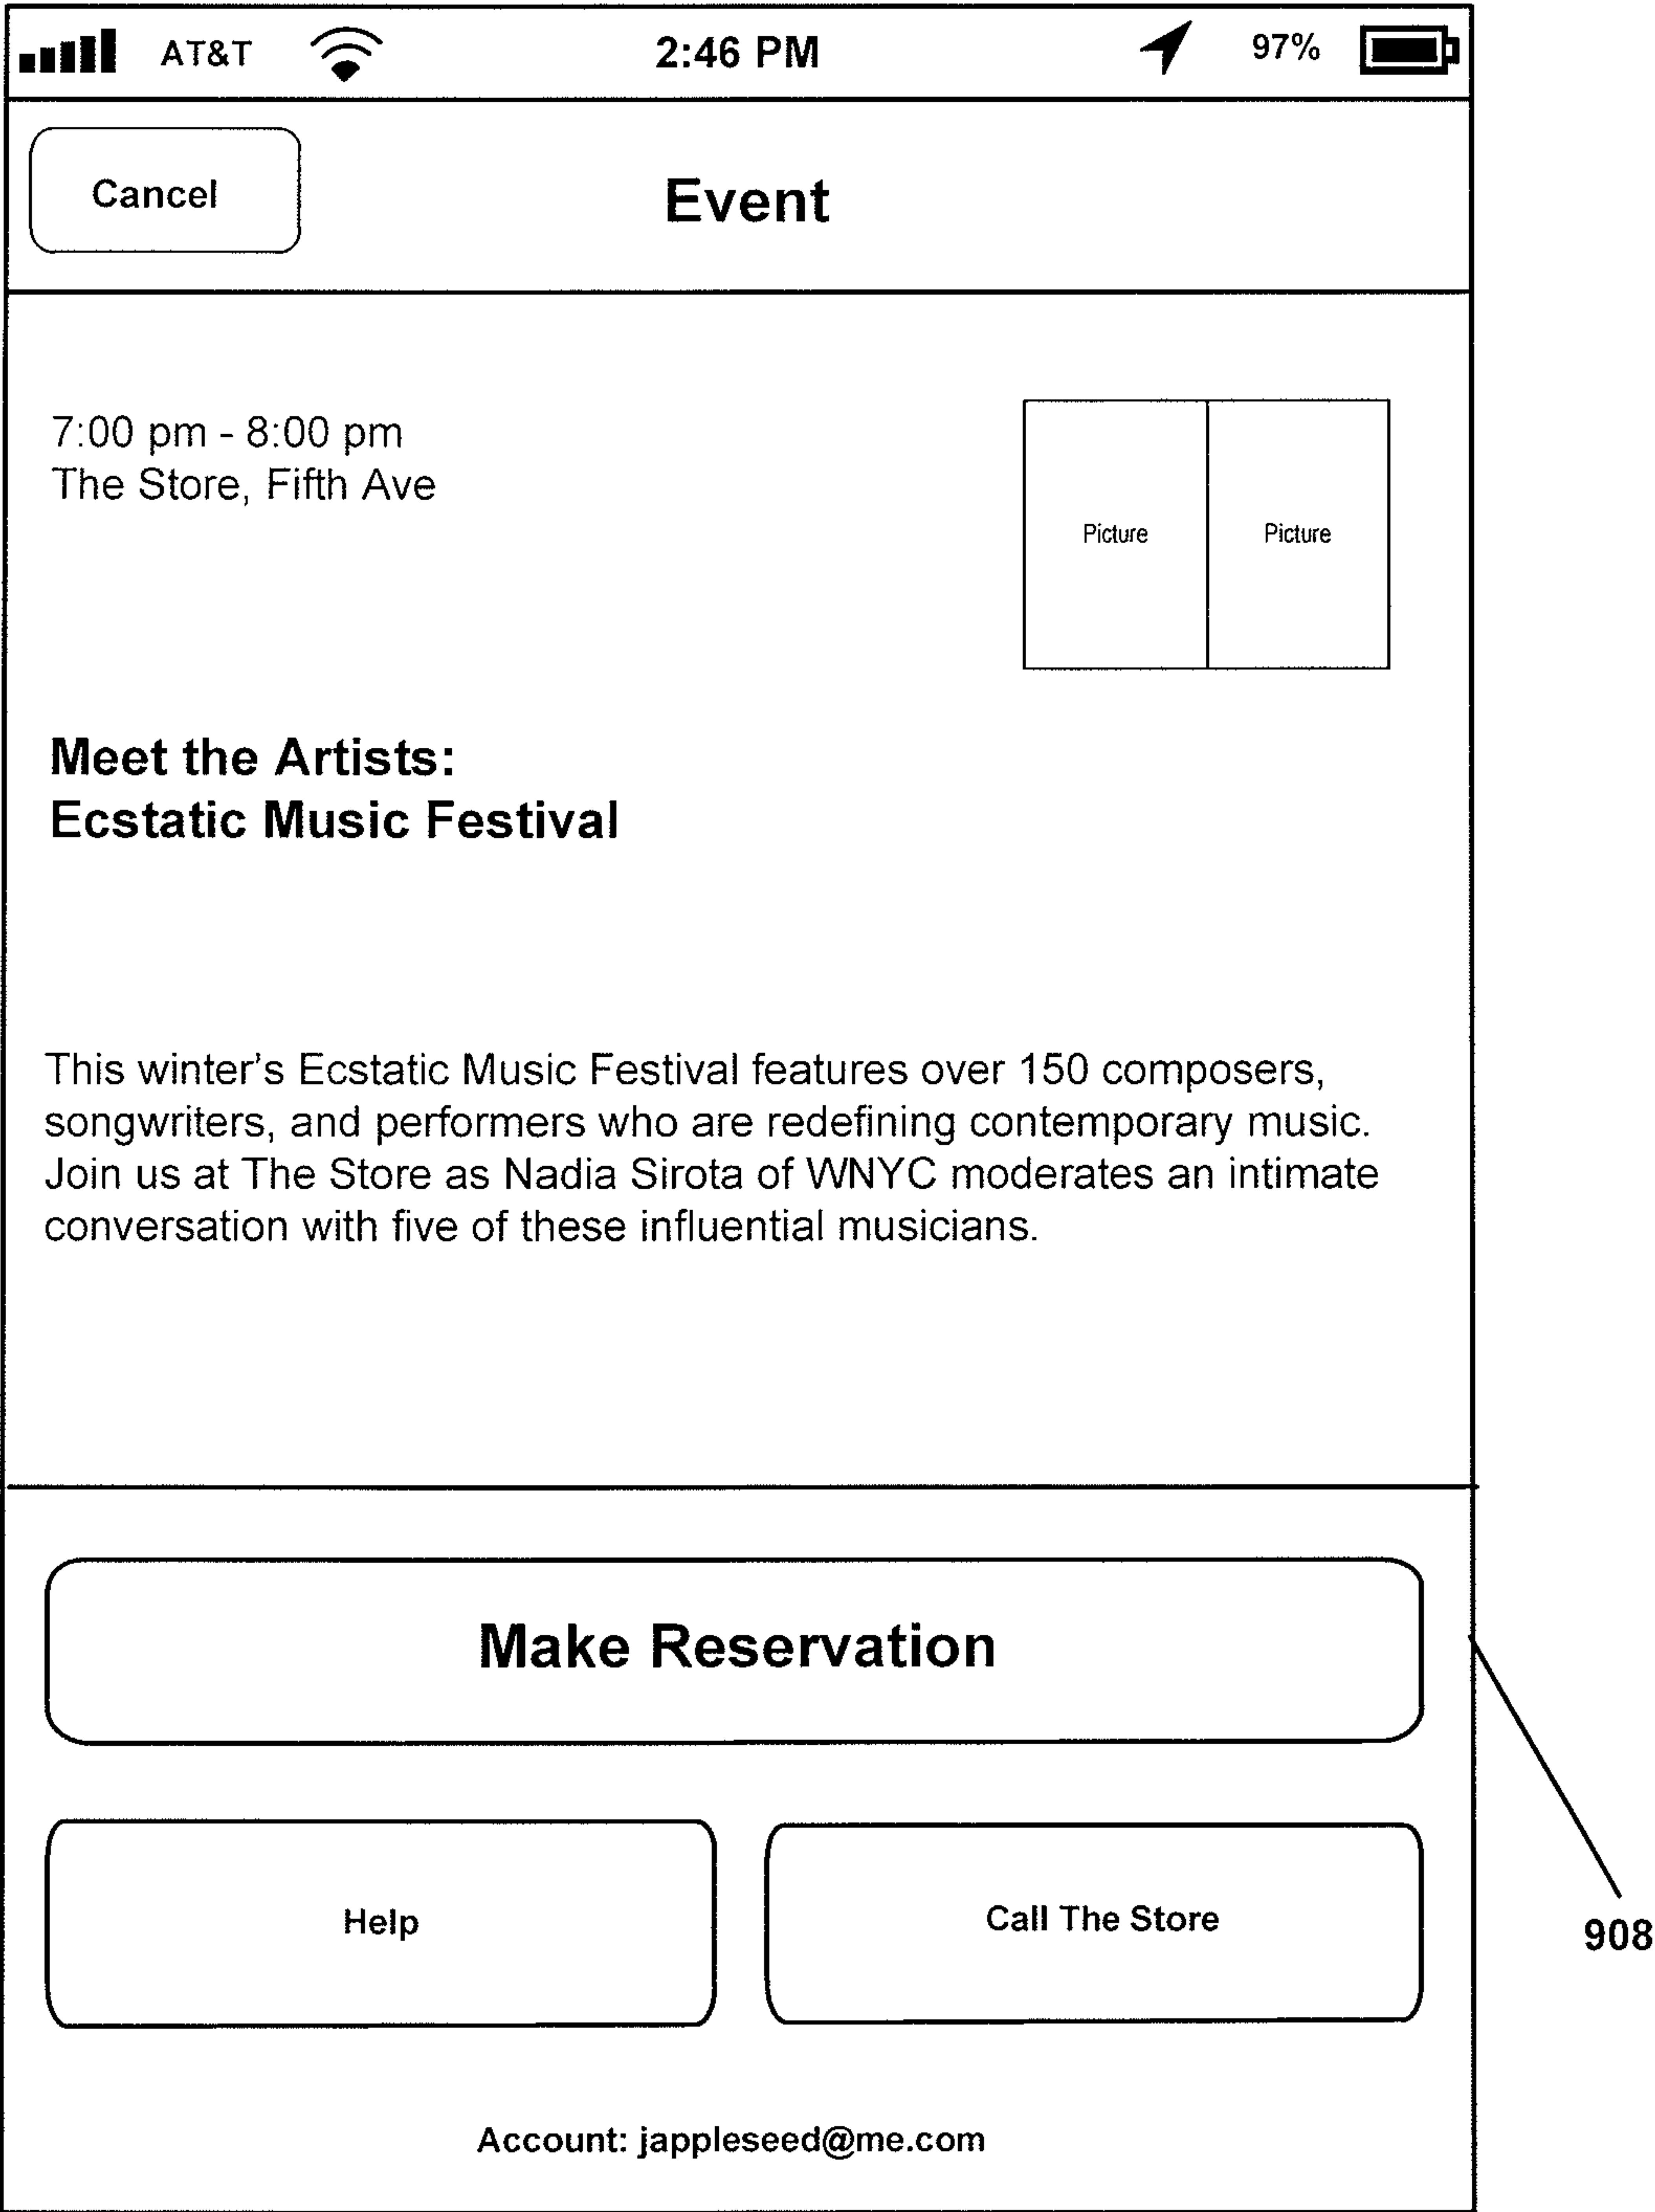 AT&T 2:46 PM 97%
Cancel
Event
7:00 pm - 8:00 pm
The Store, Fifth Ave
Picture Picture
Meet the Artists:
Ecstatic Music Festival
This winter's Ecstatic Music Festival features over 150 composers,
songwriters, and performers who are redefining contemporary music.
Join us at The Store as Nadia Sirota of WNYC moderates an intimate
conversation with five of these influential musicians.
Make Reservation
Help
Call The Store
908
Account: jappleseed@me.com